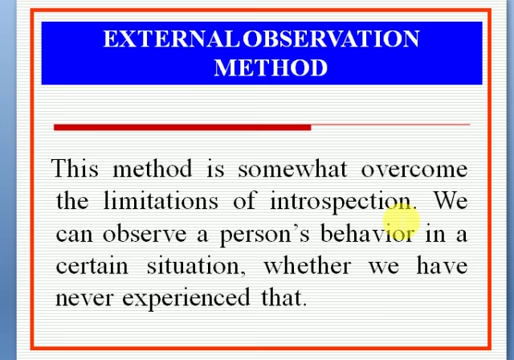 EXTERNAL OBSERVATION
METHOD
This method is somewhat overcome
the limitations of introspection. We
can observe a person's behavior in a
certain situation, whether we have
never experienced that.